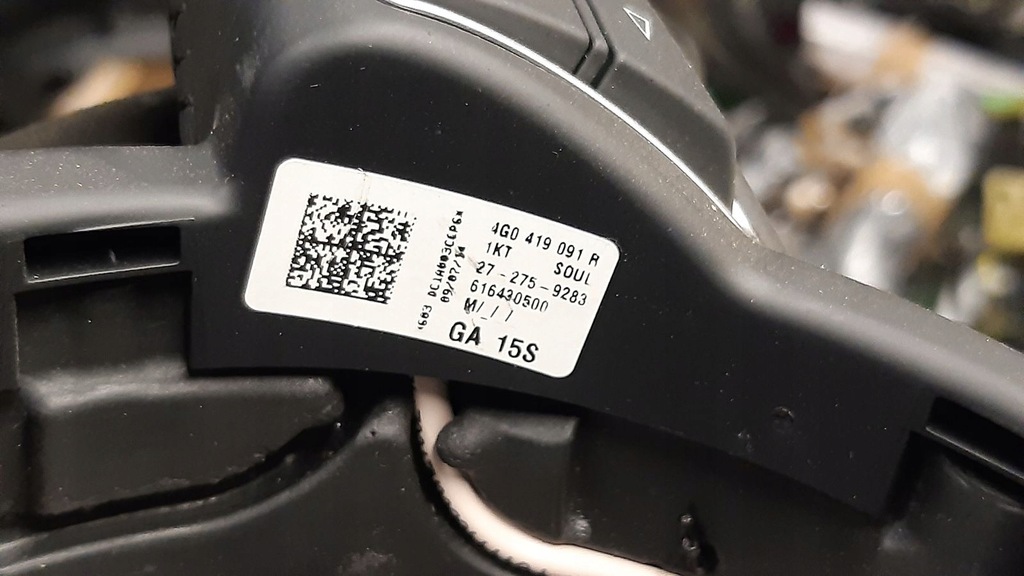 4G0 419 091 R
1KT SOUL
27-275-9283
616430500
M/_/ /
GA 15S